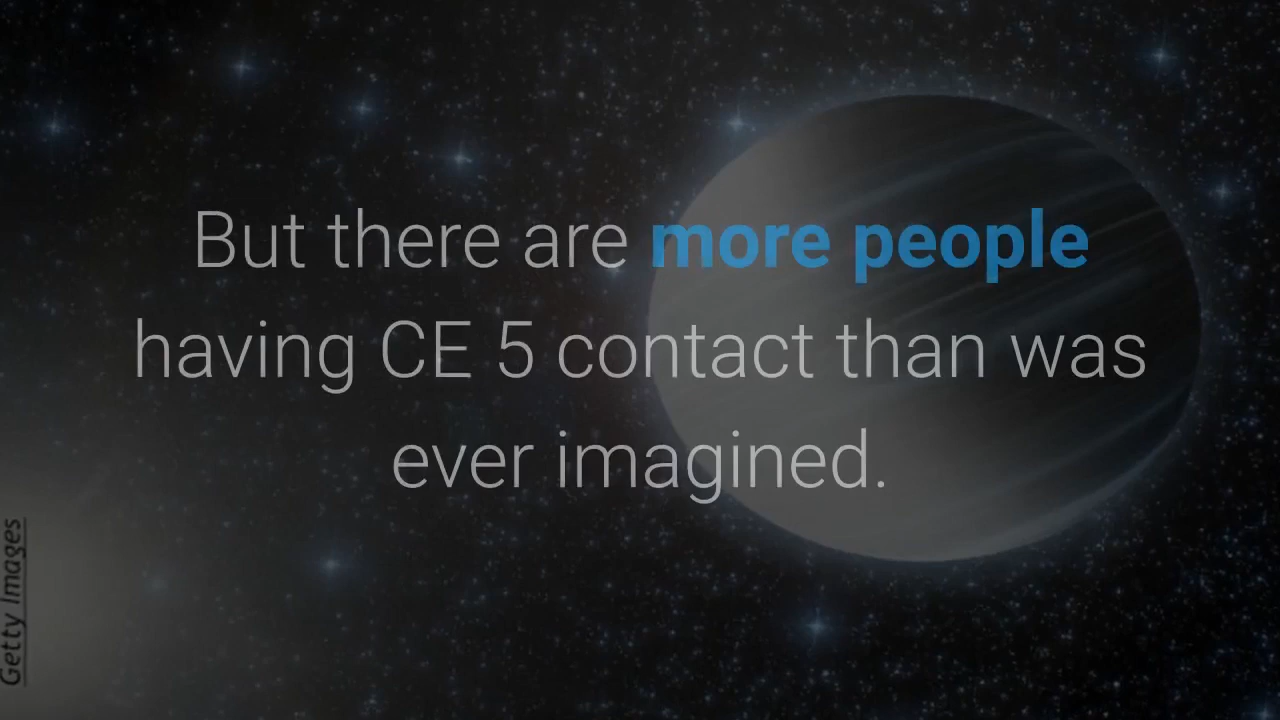 But there are more people
having CE 5 contact than was
ever imagined.
Getty Images